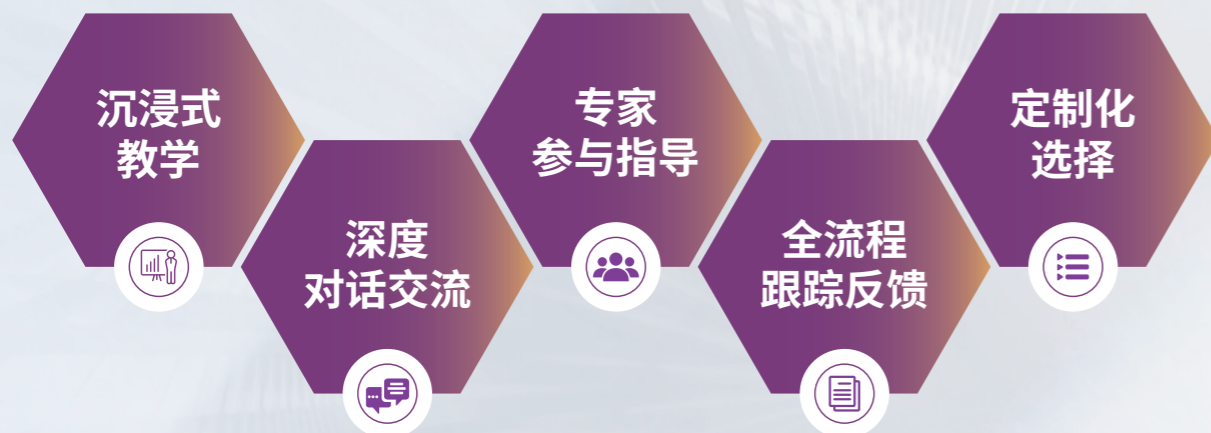 沉浸式
教学
深度
对话交流
专家
参与指导
全流程
跟踪反馈
定制化
选择